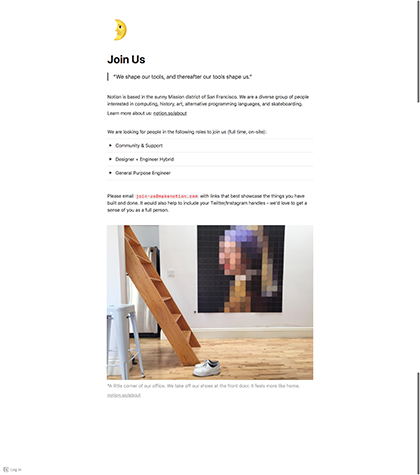 Join Us
"We shape our tools, and thereafter our tools shape us."
Notion is based in the sunny Mission district of San Francisco. We are a diverse group of people
interested in computing, history, art, alternative programming languages, and skateboarding.
Learn more about us: notion.so/about
We are looking for people in the following roles to join us (full time, on-site):
Community & Support
Designer + Engineer Hybrid
General Purpose Engineer
Please email join-us@makenotion.com with links that best showcase the things you have
built and done. It would also help to include your Twitter/Instagram handles – we'd love to get a
sense of you as a full person.
*A little corner of our office. We take off our shoes at the front door. It feels more like home.
notion.so/about
Log in